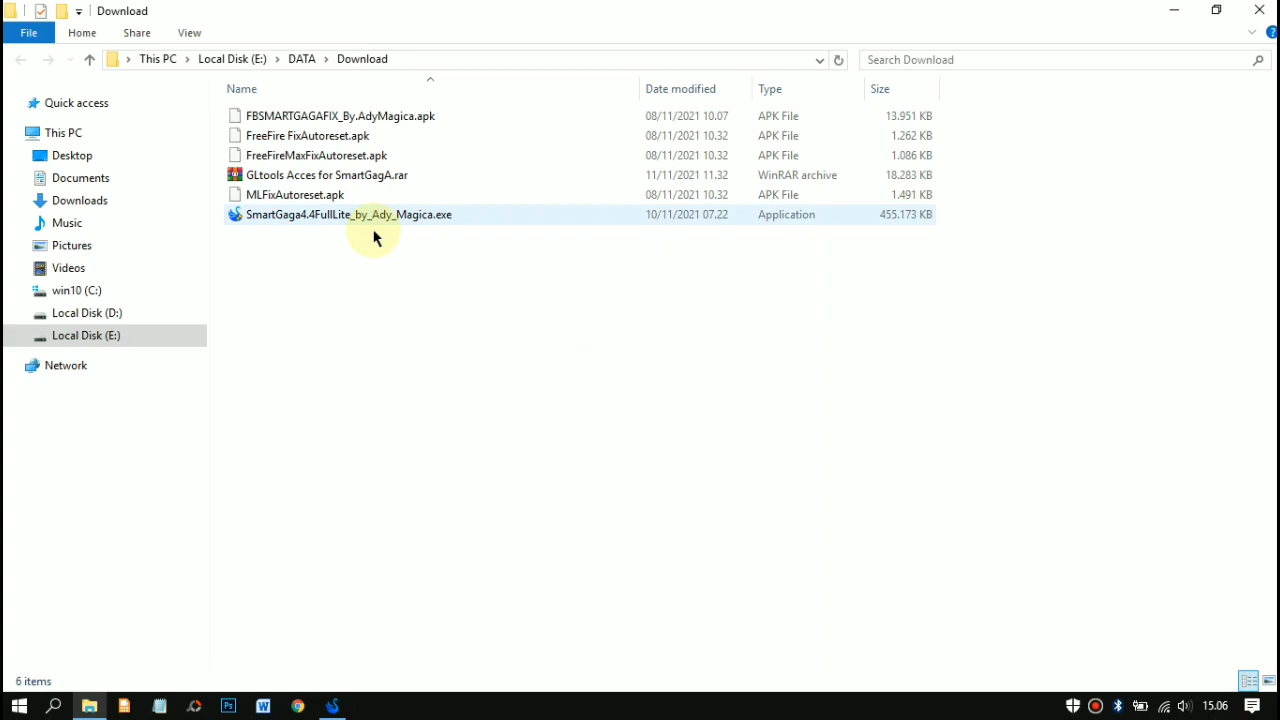 Download
File Home Share View
This PC Local Disk (E:) DATA Download Search Download
Name Date modified Type Size
Quick access
This PC
Desktop
Documents
Downloads
Music
Pictures
Videos
win10 (C:)
Local Disk (D:)
Local Disk (E:)
Network
FBSMARTGAGAFIX_By.AdyMagica.apk 08/11/2021 10.07 APK File 13.951 KB
FreeFire FixAutoreset.apk 08/11/2021 10.32 APK File 1.262 KB
FreeFireMaxFixAutoreset.apk 08/11/2021 10.32 APK File 1.086 KB
GLtools Acces for SmartGagA.rar 11/11/2021 11.32 WinRAR archive 18.283 KB
MLFixAutoreset.apk 08/11/2021 10.32 APK File 1.491 KB
SmartGaga4.4FullLite_by_Ady_Magica.exe 10/11/2021 07.22 Application 455.173 KB
6 items
Ps W 15.06